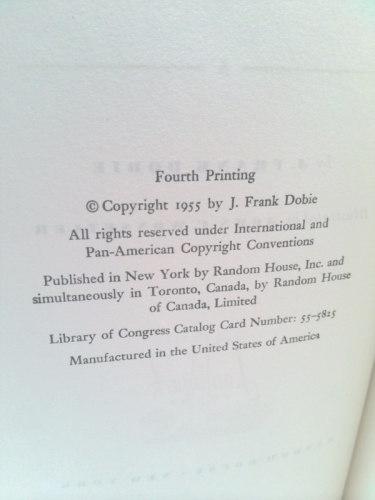 Fourth Printing
© Copyright 1955 by J. Frank Dobie
All rights reserved under International and
Pan-American Copyright Conventions
Published in New York by Random House, Inc. and
simultaneously in Toronto, Canada, by Random House
of Canada, Limited
Library of Congress Catalog Card Number: 55-5825
Manufactured in the United States of America